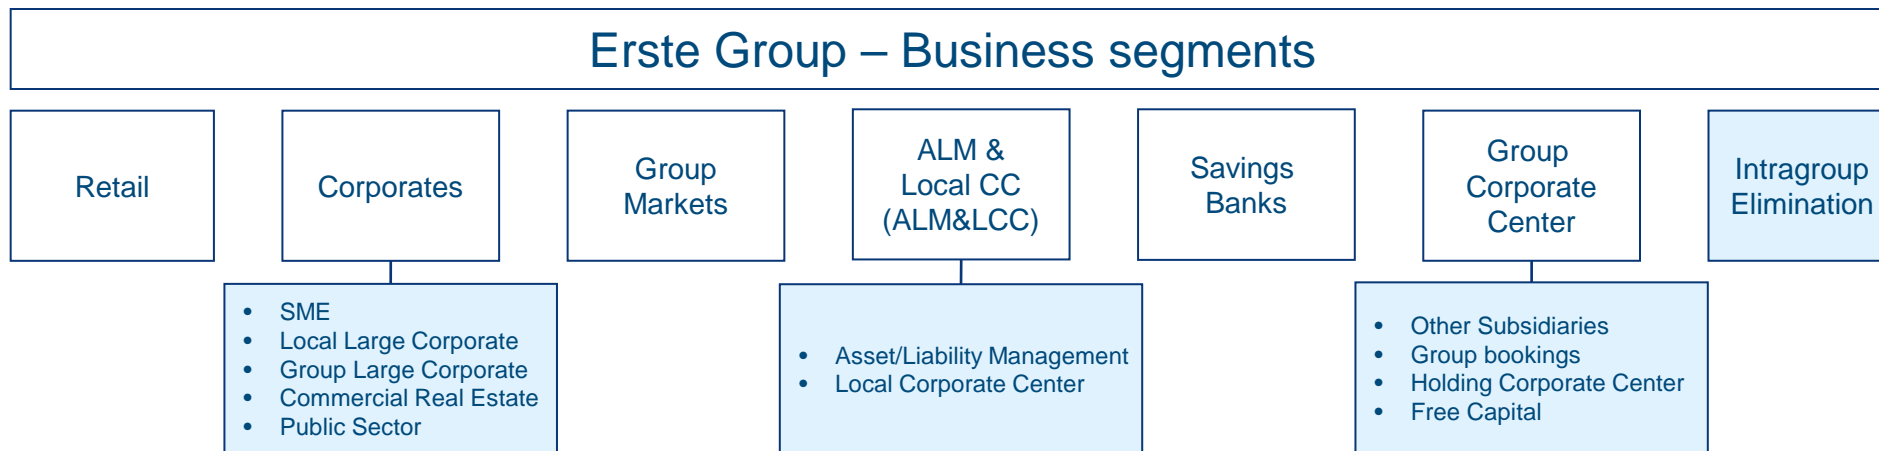 Erste Group – Business segments
Retail
Corporates
Group
Markets
ALM &
Local CC
(ALM&LCC)
Savings
Banks
Group
Corporate
Center
Intragroup
Elimination
• SME
• Local Large Corporate
• Group Large Corporate
• Commercial Real Estate
• Public Sector
• Asset/Liability Management
• Local Corporate Center
• Other Subsidiaries
• Group bookings
• Holding Corporate Center
• Free Capital